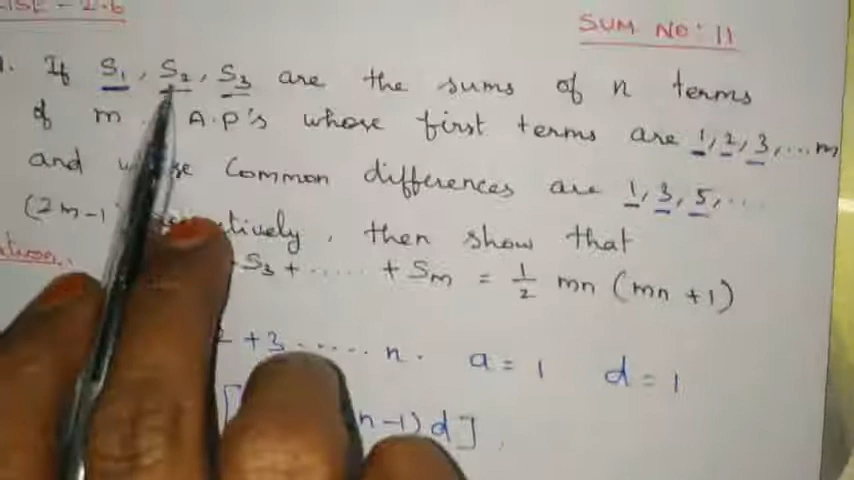 SUM NO: 11
1. If S₁, S₂, S₃ are the sums of n terms
of m A.P's whose first terms are 1, 2, 3, ... m
and common differences are 1, 3, 5, ...
(2m-1 , then show that
S₃ + ...... + Sm = 1/2 mn (mn + 1)
+ 3 ..... n. a = 1 d = 1
[ n-1) d ]